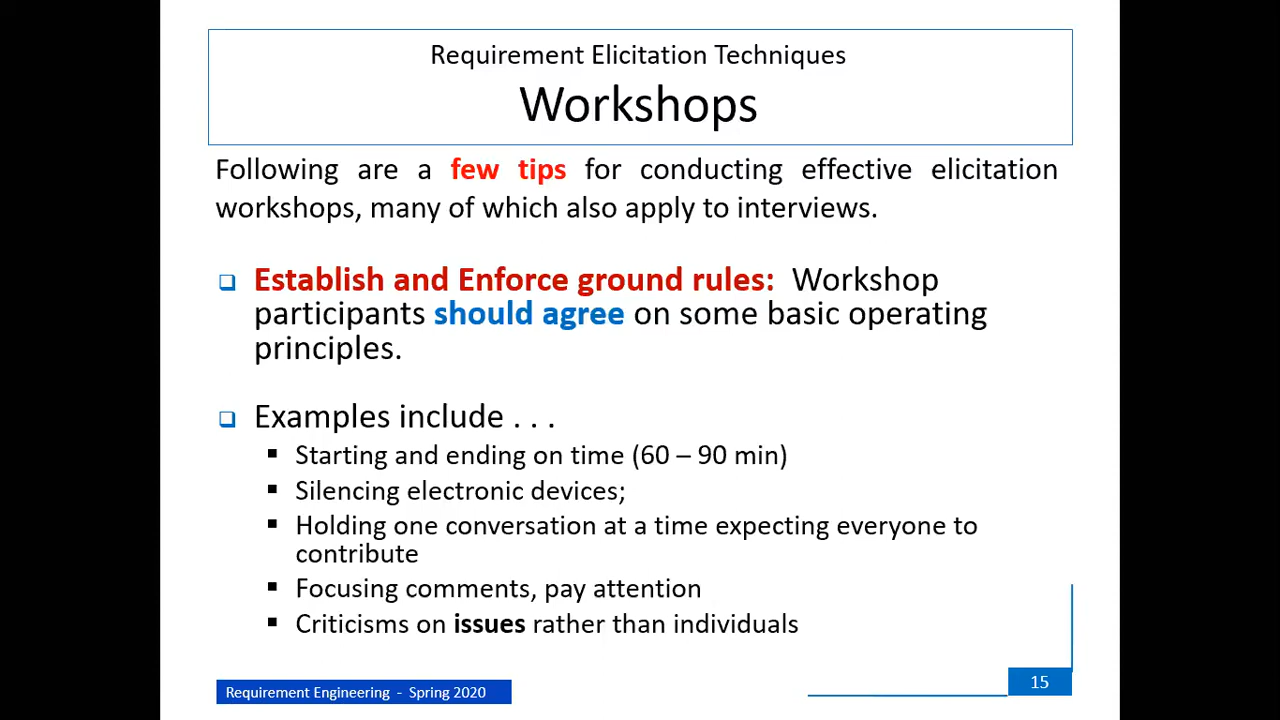 Requirement Elicitation Techniques
Workshops
Following are a few tips for conducting effective elicitation
workshops, many of which also apply to interviews.
❑ Establish and Enforce ground rules: Workshop
participants should agree on some basic operating
principles.
❑ Examples include . . .
▪ Starting and ending on time (60 – 90 min)
▪ Silencing electronic devices;
▪ Holding one conversation at a time expecting everyone to
contribute
▪ Focusing comments, pay attention
▪ Criticisms on issues rather than individuals
Requirement Engineering - Spring 2020
15